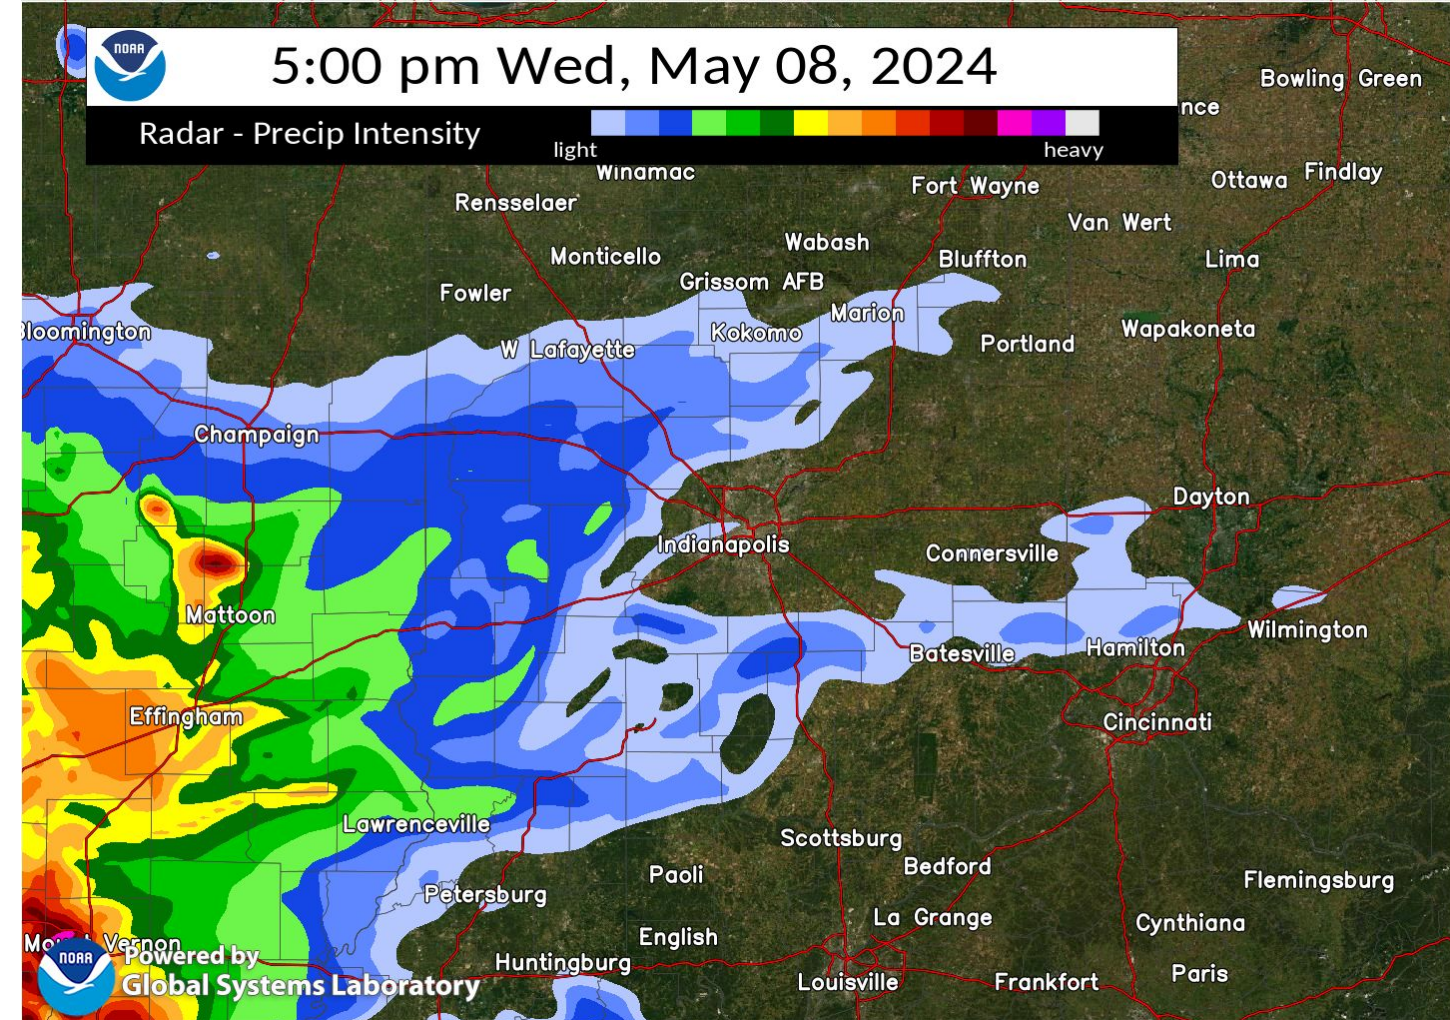 NOAA
5:00 pm Wed, May 08, 2024
Radar - Precip Intensity
light
heavy
Bowling Green
nce
Winamac
Findlay
Ottawa
Fort Wayne
Rensselaer
Van Wert
Wabash
Monticello
Bluffton
Lima
Grissom AFB
Fowler
Marion
Bloomington
Kokomo
Wapakoneta
W Lafayette
Portland
Champaign
Dayton
Indianapolis
Connersville
Mattoon
Wilmington
Batesville
Hamilton
Effingham
Cincinnati
Lawrenceville
Scottsburg
Paoli
Bedford
Flemingsburg
Petersburg
La Grange
Cynthiana
English
Mount Vernon
NOAA
Powered by
Global Systems Laboratory
Huntingburg
Louisville
Frankfort
Paris